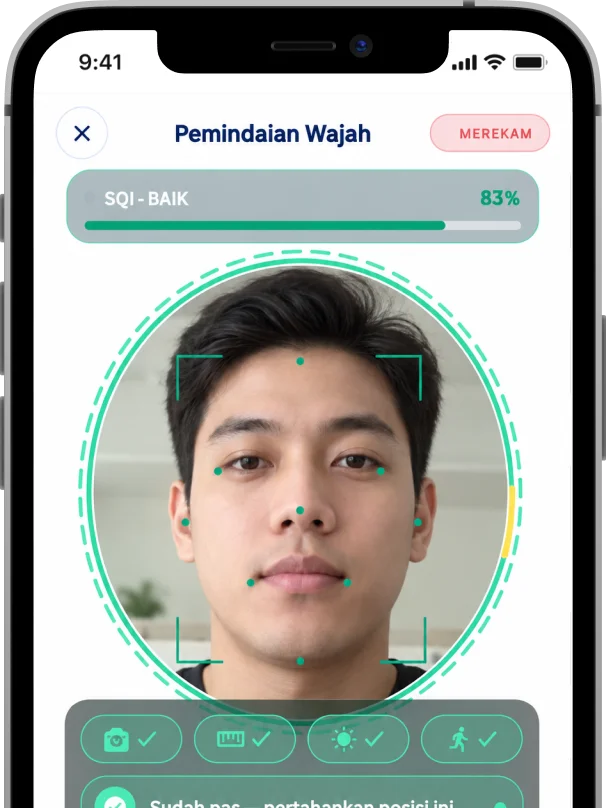 9:41
Pemindaian Wajah
MEREKAM
SQI - BAIK
83%
Sudah pas — pertahankan posisi ini